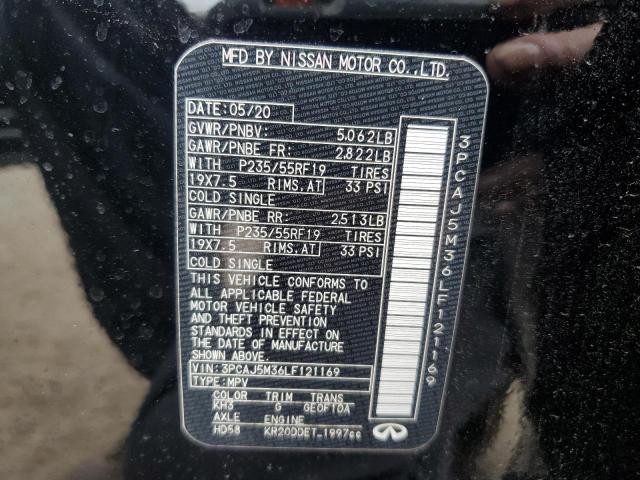 MFD BY NISSAN MOTOR CO.,LTD.
DATE:05/20
GVWR/PNBV: 5,062LB
GAWR/PNBE FR: 2,822LB
WITH P235/55RF19 TIRES
19X7.5 RIMS,AT 33 PSI
COLD SINGLE
GAWR/PNBE RR: 2,513LB
WITH P235/55RF19 TIRES
19X7.5 RIMS,AT 33 PSI
COLD SINGLE
THIS VEHICLE CONFORMS TO
ALL APPLICABLE FEDERAL
MOTOR VEHICLE SAFETY
AND THEFT PREVENTION
STANDARDS IN EFFECT ON
THE DATE OF MANUFACTURE
SHOWN ABOVE.
VIN: 3PCAJ5M36LF121169
TYPE: MPV
COLOR TRIM TRANS
KH3 G GE0F10A
AXLE ENGINE
HD58 KR20DDET 1997cc
3PCAJ5M36LF121169